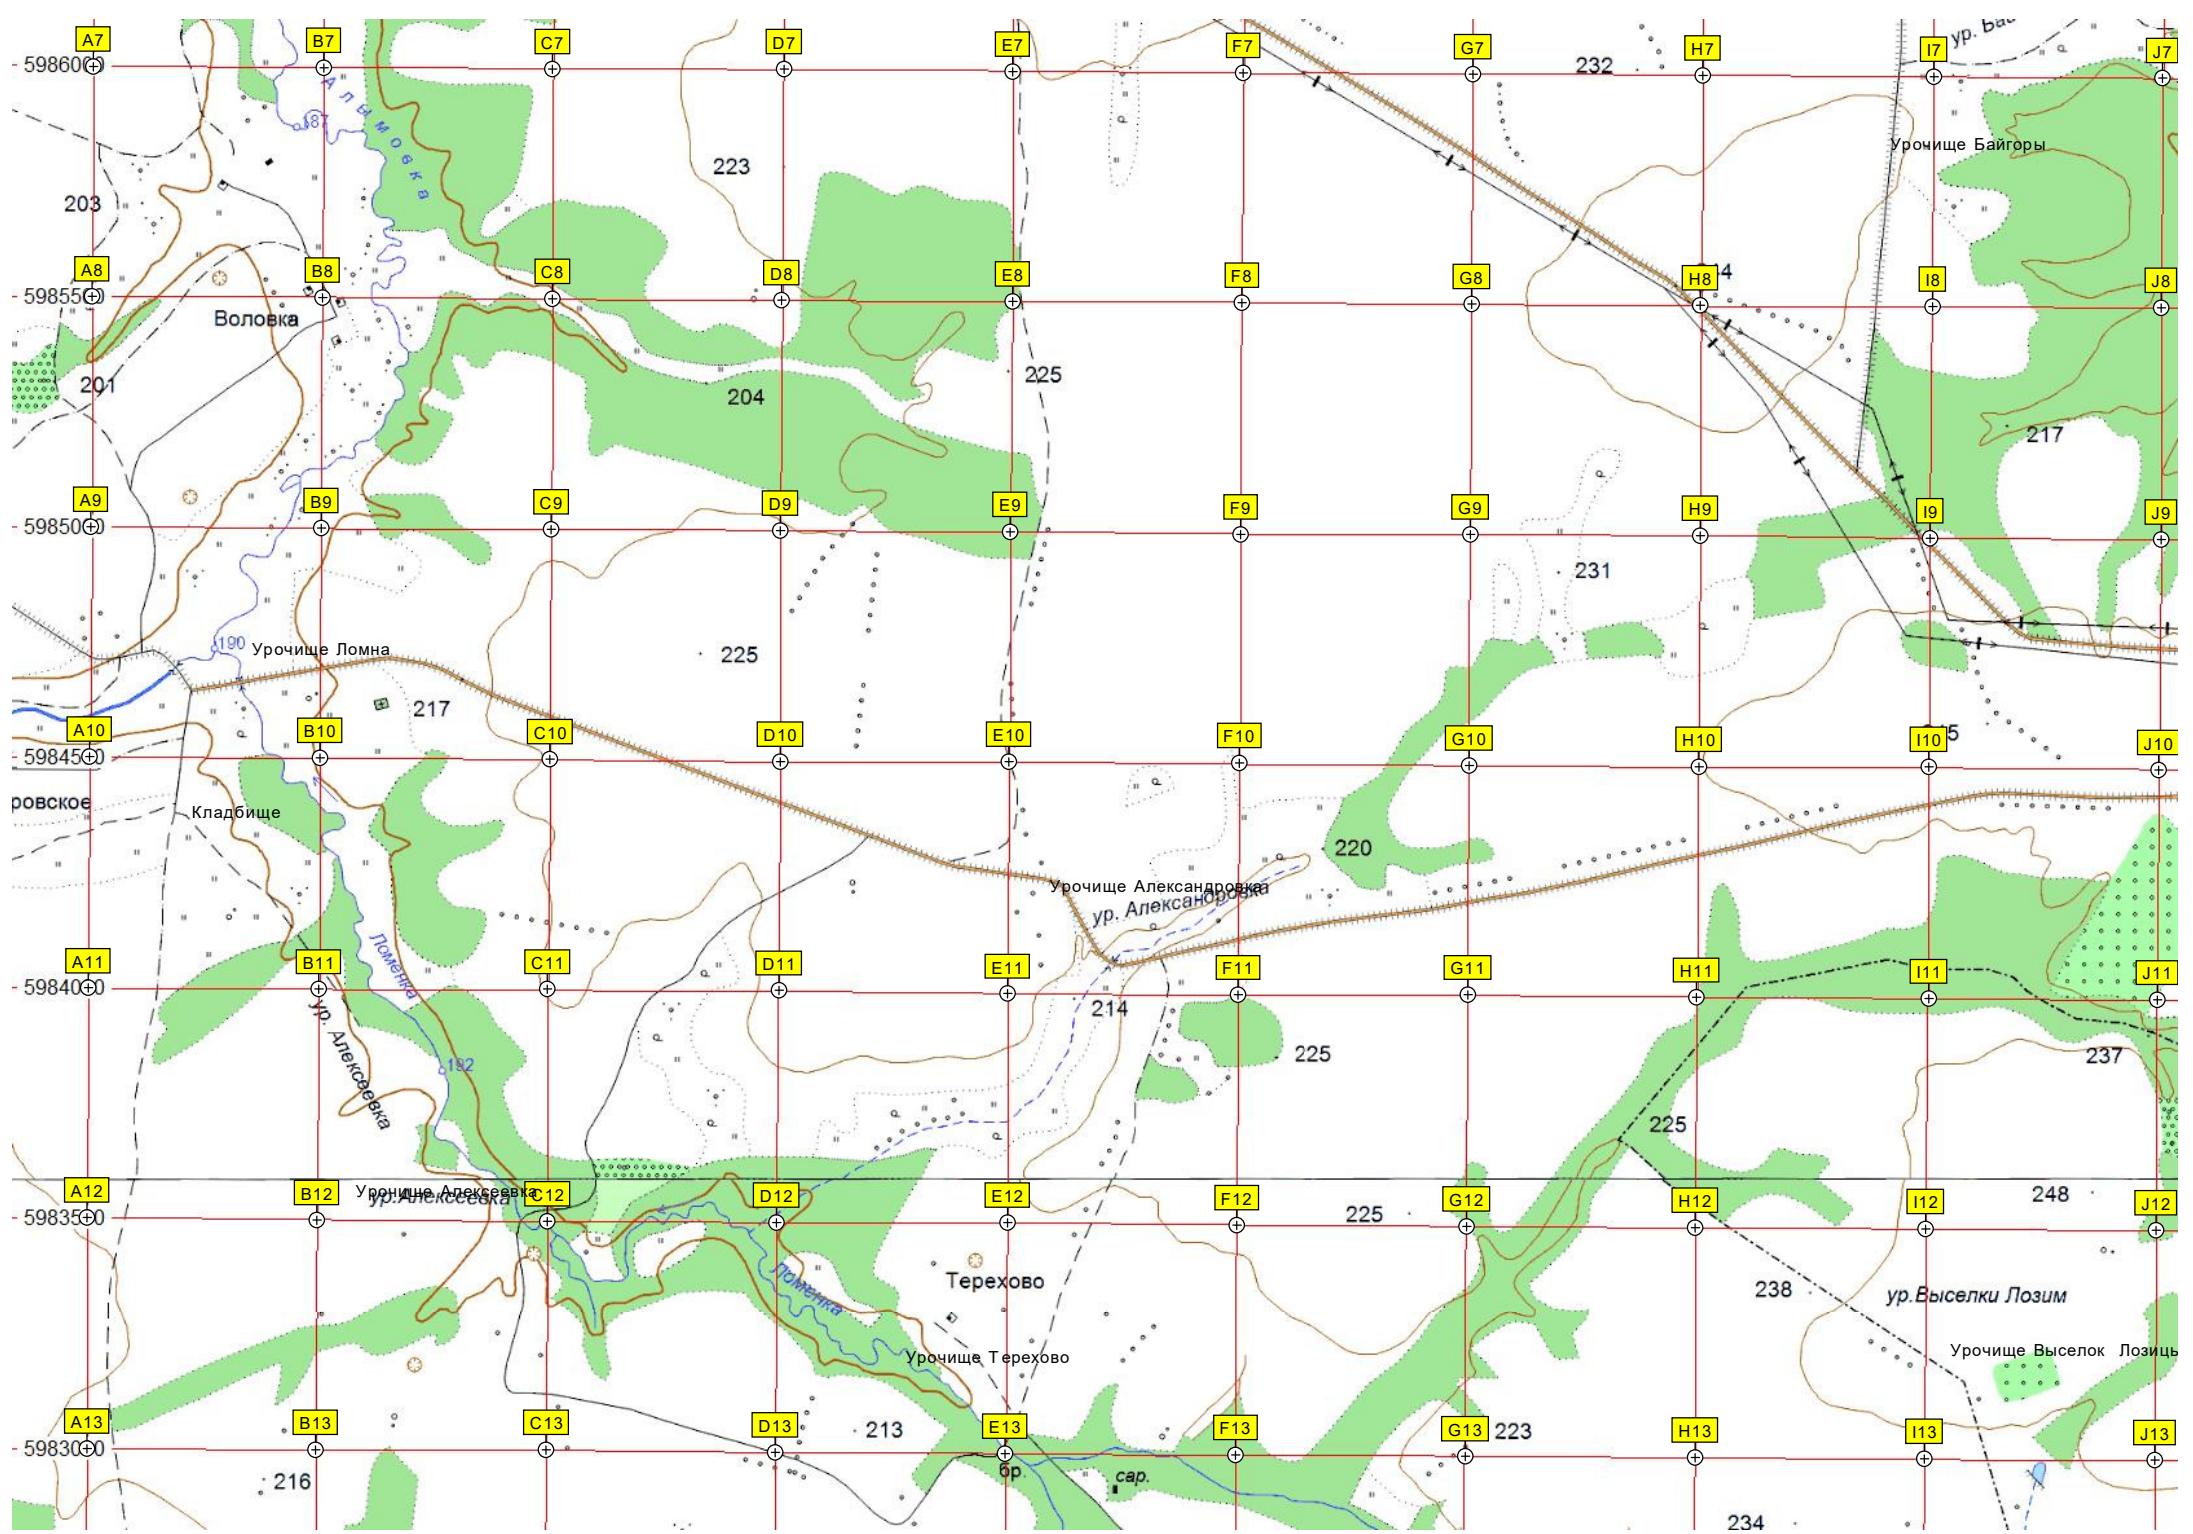 A7 B7 C7 D7 E7 F7 G7 H7 I7 J7
5986000
232
Алымовка
187
223
Урочище Байгоры
203
A8 B8 C8 D8 E8 F8 G8 H8 I8 J8
5985500
Воловка
201
204
225
217
A9 B9 C9 D9 E9 F9 G9 H9 I9 J9
5985000
231
190
Урочище Ломна
225
217
A10 B10 C10 D10 E10 F10 G10 H10 I10 J10
5984500
ровское
Кладбище
220
Урочище Александровка
ур. Александровка
Ломенка
A11 B11 C11 D11 E11 F11 G11 H11 I11 J11
5984000
214
ур. Алексеевка
192
225
237
225
A12 B12 C12 D12 E12 F12 G12 H12 I12 J12
Урочище Алексеевка
ур.Алексеевка
248
5983500
225
Ломенка
Терехово
238
ур.Выселки Лозим
Урочище Терехово
Урочище Выселок Лозицы
A13 B13 C13 D13 E13 F13 G13 H13 I13 J13
213
223
5983000
бр.
сар.
216
234